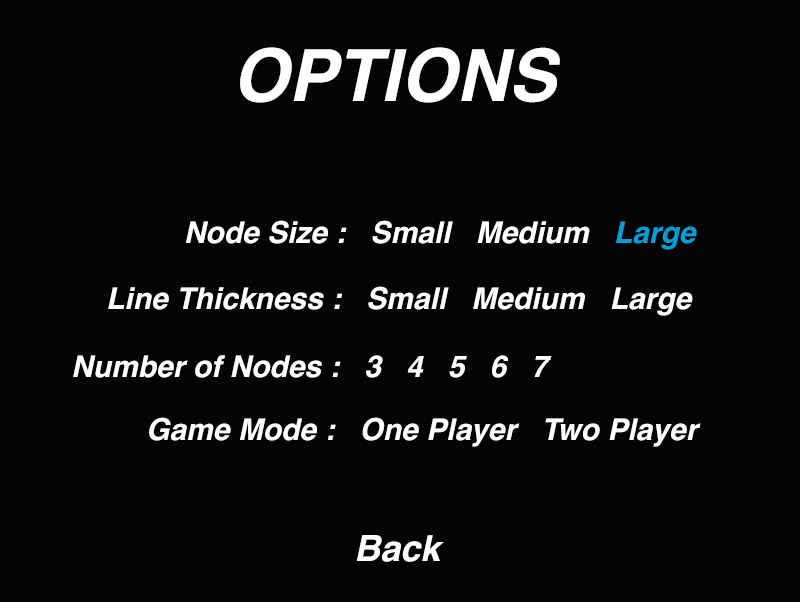 OPTIONS
Node Size : Small Medium Large
Line Thickness : Small Medium Large
Number of Nodes : 3 4 5 6 7
Game Mode : One Player Two Player
Back